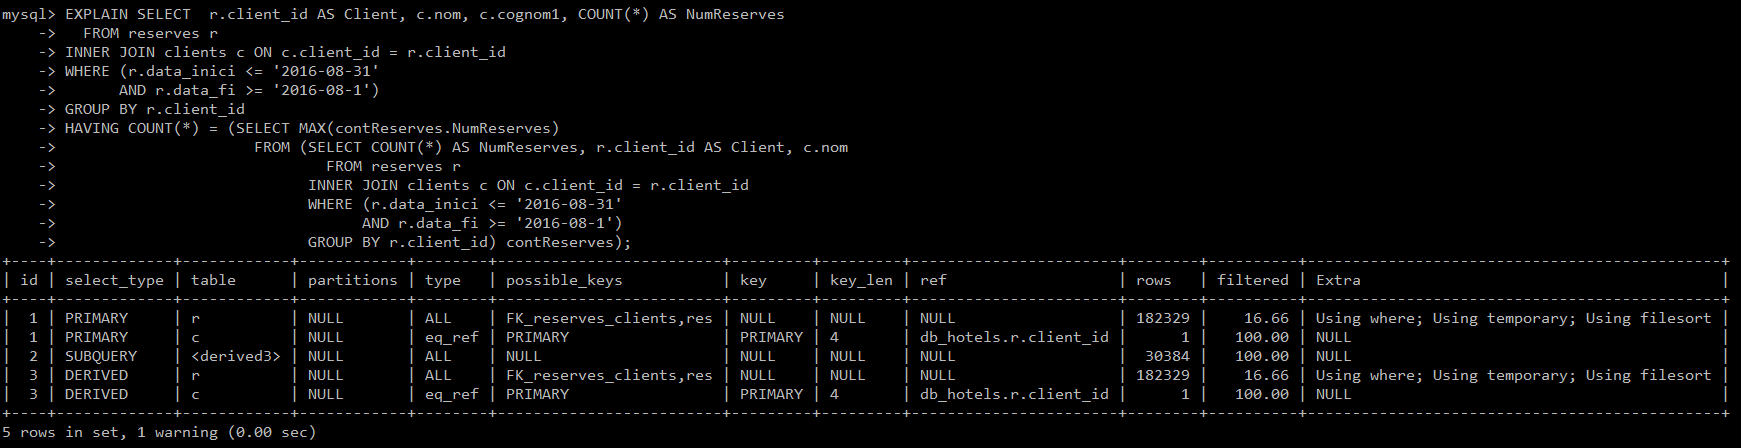 mysql> EXPLAIN SELECT  r.client_id AS Client, c.nom, c.cognom1, COUNT(*) AS NumReserves
    ->   FROM reserves r
    -> INNER JOIN clients c ON c.client_id = r.client_id
    -> WHERE (r.data_inici <= '2016-08-31'
    ->       AND r.data_fi >= '2016-08-1')
    -> GROUP BY r.client_id
    -> HAVING COUNT(*) = (SELECT MAX(contReserves.NumReserves)
    ->                      FROM (SELECT COUNT(*) AS NumReserves, r.client_id AS Client, c.nom
    ->                              FROM reserves r
    ->                            INNER JOIN clients c ON c.client_id = r.client_id
    ->                            WHERE (r.data_inici <= '2016-08-31'
    ->                                  AND r.data_fi >= '2016-08-1')
    ->                            GROUP BY r.client_id) contReserves);
+----+-------------+------------+------------+--------+-------------------------+---------+---------+-----------------------+--------+----------+----------------------------------------------+
| id | select_type | table      | partitions | type   | possible_keys           | key     | key_len | ref                   | rows   | filtered | Extra                                        |
+----+-------------+------------+------------+--------+-------------------------+---------+---------+-----------------------+--------+----------+----------------------------------------------+
|  1 | PRIMARY     | r          | NULL       | ALL    | FK_reserves_clients,res | NULL    | NULL    | NULL                  | 182329 |    16.66 | Using where; Using temporary; Using filesort |
|  1 | PRIMARY     | c          | NULL       | eq_ref | PRIMARY                 | PRIMARY | 4       | db_hotels.r.client_id |      1 |   100.00 | NULL                                         |
|  2 | SUBQUERY    | <derived3> | NULL       | ALL    | NULL                    | NULL    | NULL    | NULL                  |  30384 |   100.00 | NULL                                         |
|  3 | DERIVED     | r          | NULL       | ALL    | FK_reserves_clients,res | NULL    | NULL    | NULL                  | 182329 |    16.66 | Using where; Using temporary; Using filesort |
|  3 | DERIVED     | c          | NULL       | eq_ref | PRIMARY                 | PRIMARY | 4       | db_hotels.r.client_id |      1 |   100.00 | NULL                                         |
+----+-------------+------------+------------+--------+-------------------------+---------+---------+-----------------------+--------+----------+----------------------------------------------+
5 rows in set, 1 warning (0.00 sec)